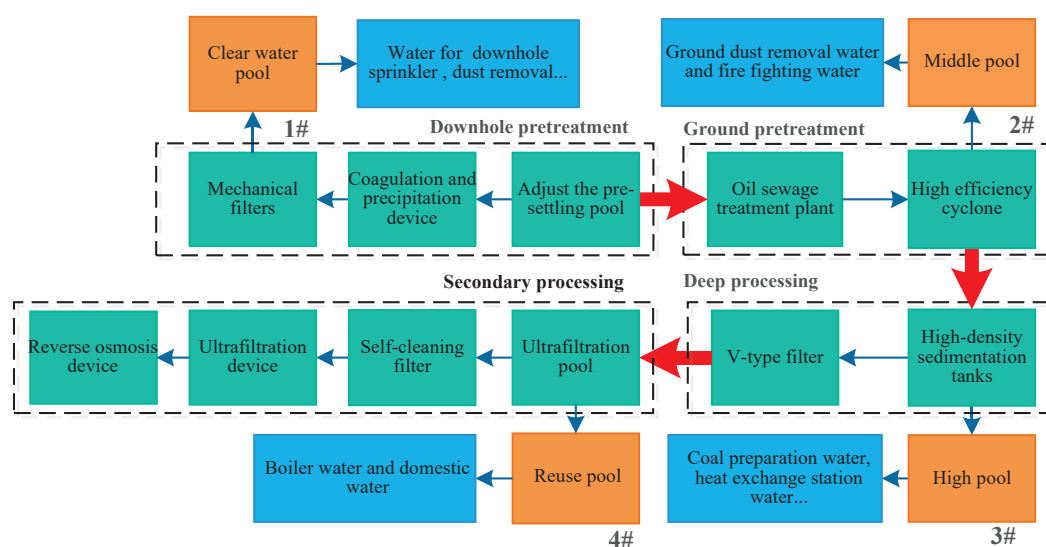 Clear water
pool
Water for downhole
sprinkler , dust removal...
Ground dust removal water
and fire fighting water
Middle pool
1#
Downhole pretreatment
Ground pretreatment
2#
Mechanical
filters
Coagulation and
precipitation
device
Adjust the pre-
settling pool
Oil sewage
treatment plant
High efficiency
cyclone
Secondary processing
Deep processing
Reverse osmosis
device
Ultrafiltration
device
Self-cleaning
filter
Ultrafiltration
pool
V-type filter
High-density
sedimentation
tanks
Boiler water and domestic
water
Reuse pool
Coal preparation water,
heat exchange station
water...
High pool
4#
3#